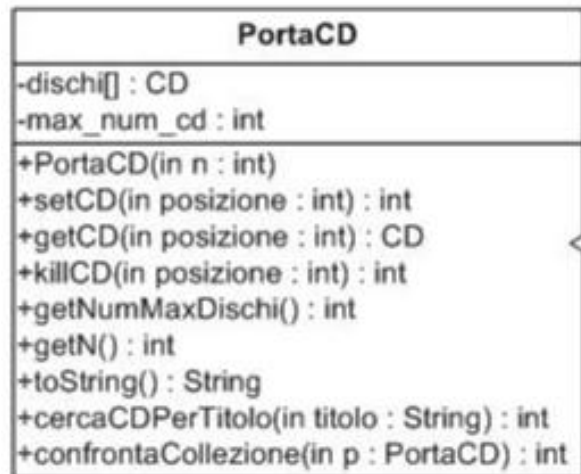 PortaCD
-dischi[] : CD
-max_num_cd : int
+PortaCD(in n : int)
+setCD(in posizione : int) : int
+getCD(in posizione : int) : CD
+killCD(in posizione : int) : int
+getNumMaxDischi() : int
+getN() : int
+toString() : String
+cercaCDPerTitolo(in titolo : String) : int
+confrontaCollezione(in p : PortaCD) : int